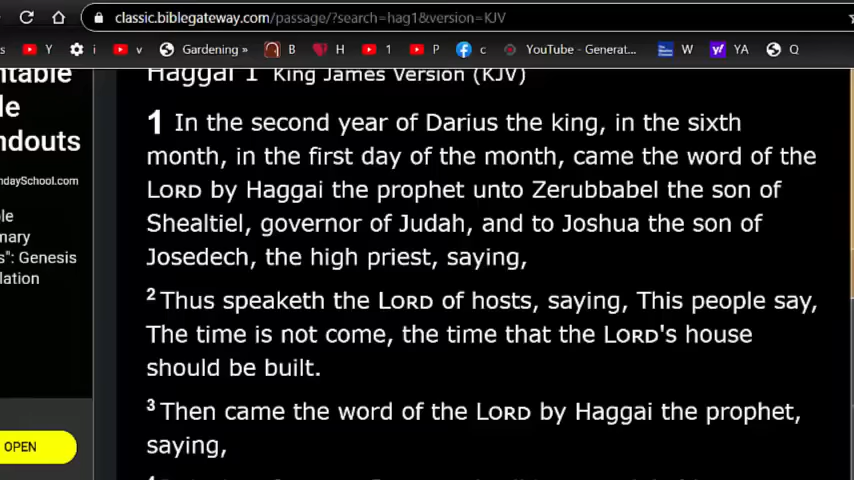 classic.biblegateway.com/passage/?search=hag1&version=KJV
s Y i v Gardening » B H 1 P c YouTube - Generat... W YA Q
ntable
le
ndouts
ndaySchool.com
ole
mary
s": Genesis
lation
OPEN
Haggai 1 King James Version (KJV)
1 In the second year of Darius the king, in the sixth
month, in the first day of the month, came the word of the
LORD by Haggai the prophet unto Zerubbabel the son of
Shealtiel, governor of Judah, and to Joshua the son of
Josedech, the high priest, saying,
2 Thus speaketh the LORD of hosts, saying, This people say,
The time is not come, the time that the LORD's house
should be built.
3 Then came the word of the LORD by Haggai the prophet,
saying,